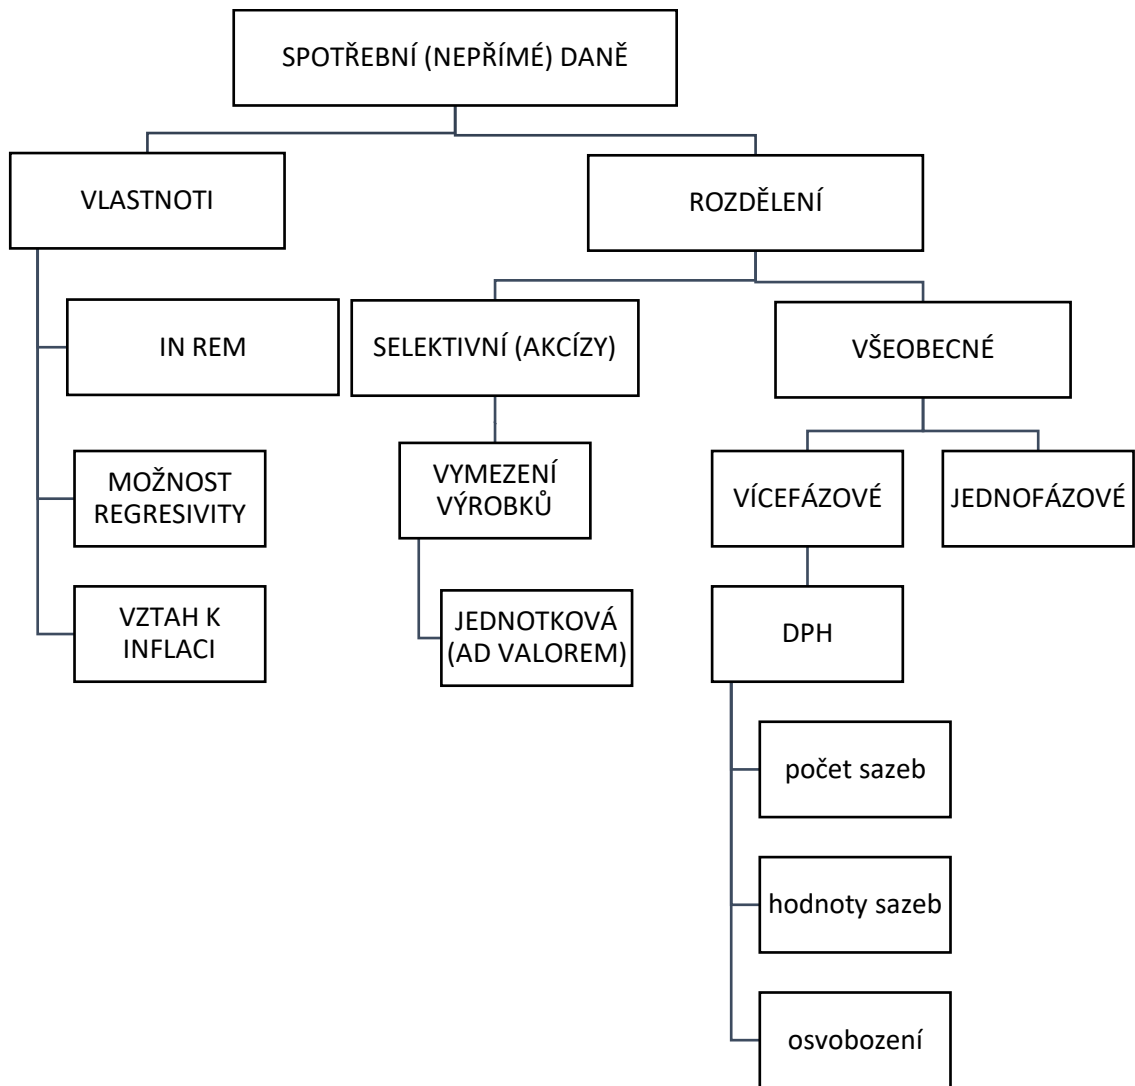 SPOTŘEBNÍ (NEPŘÍMÉ) DANĚ
VLASTNOTI
ROZDĚLENÍ
IN REM
SELEKTIVNÍ (AKCÍZY)
VŠEOBECNÉ
MOŽNOST
REGRESIVITY
VYMEZENÍ
VÝROBKŮ
VÍCEFÁZOVÉ
JEDNOFÁZOVÉ
VZTAH K
INFLACI
JEDNOTKOVÁ
(AD VALOREM)
DPH
počet sazeb
hodnoty sazeb
osvobození